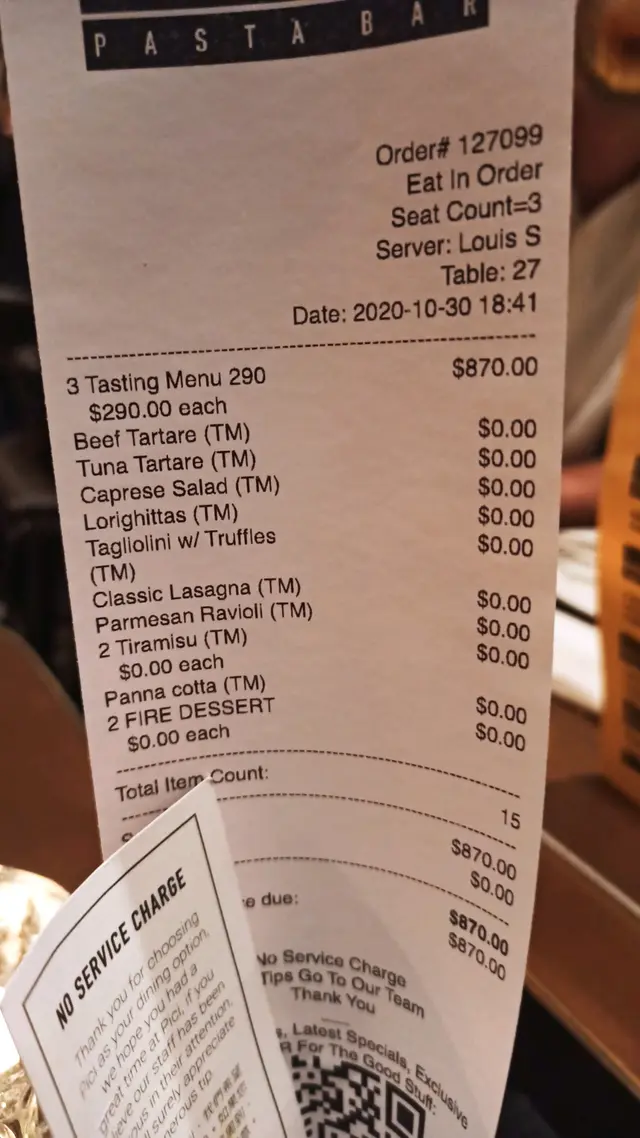 PASTA BAR
Order# 127099
Eat In Order
Seat Count=3
Server: Louis S
Table: 27
Date: 2020-10-30 18:41
3 Tasting Menu 290 $870.00
$290.00 each
Beef Tartare (TM) $0.00
Tuna Tartare (TM) $0.00
Caprese Salad (TM) $0.00
Lorighittas (TM) $0.00
Tagliolini w/ Truffles $0.00
(TM)
Classic Lasagna (TM) $0.00
Parmesan Ravioli (TM) $0.00
2 Tiramisu (TM) $0.00
$0.00 each
Panna cotta (TM) $0.00
2 FIRE DESSERT $0.00
$0.00 each
Total Item Count: 15
$870.00
$0.00
due: $870.00
$870.00
No Service Charge
Tips Go To Our Team
Thank You
Latest Specials, Exclusive
For The Good Stuff:
NO SERVICE CHARGE
Thank you for choosing
Pici as your dining option,
we hope you had a
great time at Pici, if you
our staff has been
in their attention,
surely appreciate
tip.